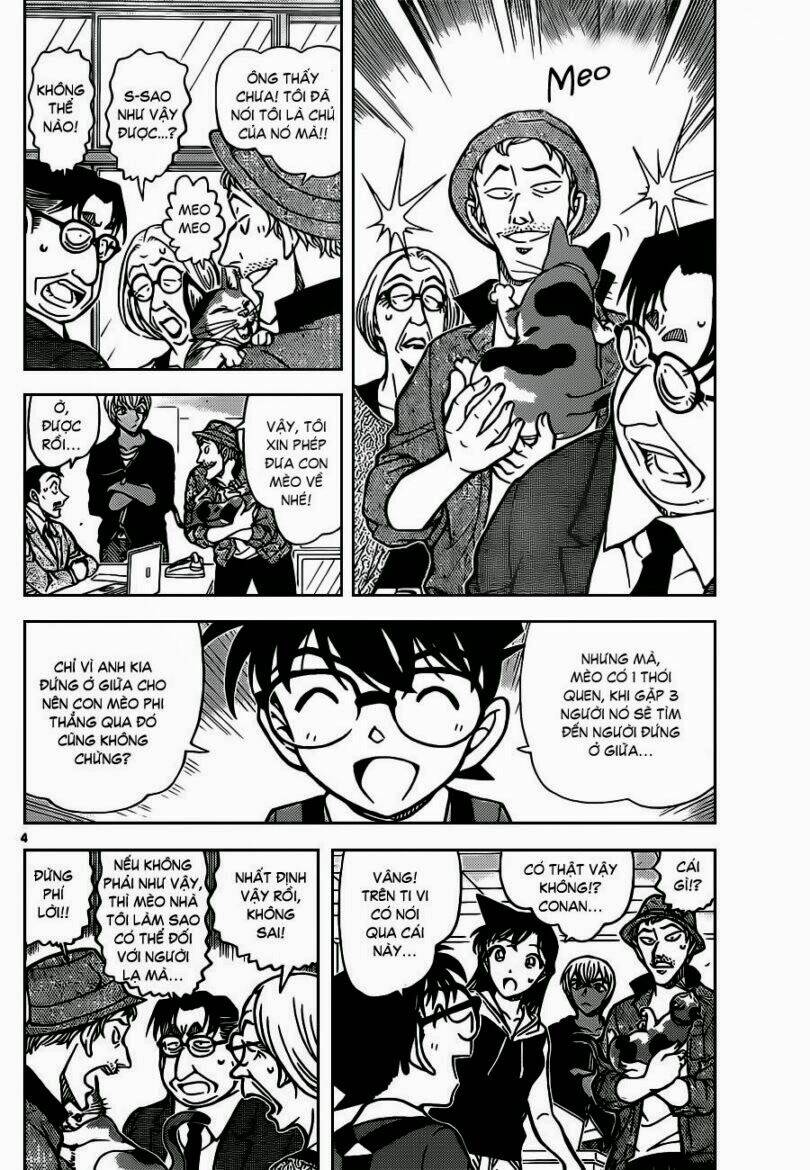 MEO
ÔNG THẤY
CHƯA! TÔI ĐÃ
NÓI TÔI LÀ CHỦ
CỦA NÓ MÀ!!
S-SAO
NHƯ VẬY
ĐƯỢC...?
KHÔNG
THỂ
NÀO!
MEO
MEO
VẬY, TÔI
XIN PHÉP
ĐƯA CON
MÈO VỀ
NHÉ!
Ờ,
ĐƯỢC
RỒI...
NHƯNG MÀ,
MÈO CÓ 1 THÓI
QUEN, KHI GẶP 3
NGƯỜI NÓ SẼ TÌM
ĐẾN NGƯỜI ĐỨNG
Ở GIỮA...
CHỈ VÌ ANH KIA
ĐỨNG Ở GIỮA CHO
NÊN CON MÈO PHI
THẲNG QUA ĐÓ
CŨNG KHÔNG
CHỪNG?
4
CÁI
GÌ!?
CÓ THẬT VẬY
KHÔNG!?
CONAN...
VÂNG!
TRÊN TI VI
CÓ NÓI
QUA CÁI
NÀY...
NHẤT ĐỊNH
VẬY RỒI,
KHÔNG
SAI!
NẾU KHÔNG
PHẢI NHƯ VẬY,
THÌ MÈO NHÀ
TÔI LÀM SAO
CÓ THỂ ĐỐI
VỚI NGƯỜI
LẠ MÀ...
ĐỪNG
PHÍ
LỜI!!